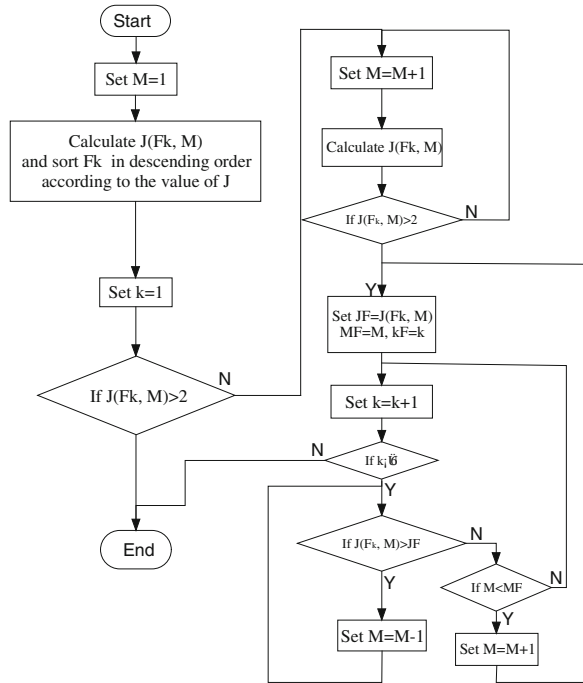 Start
Set M=1
Calculate J(Fk, M)
and sort Fk in descending order
according to the value of J
Set k=1
If J(Fk, M)>2
N
End
Set M=M+1
Calculate J(Fk, M)
If J(Fk, M)>2
N
Y
Set JF=J(Fk, M)
MF=M, kF=k
Set k=k+1
If k
N
Y
If J(Fk, M)>JF
N
Y
Set M=M-1
If M<MF
N
Y
Set M=M+1